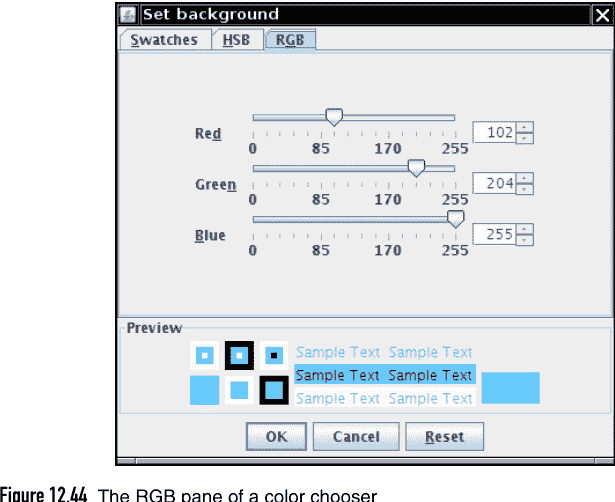 Set background
Swatches HSB RGB
Red 102
0 85 170 255
Green 204
0 85 170 255
Blue 255
0 85 170 255
Preview
Sample Text Sample Text
Sample Text Sample Text
Sample Text Sample Text
OK Cancel Reset
Figure 12.44 The RGB pane of a color chooser